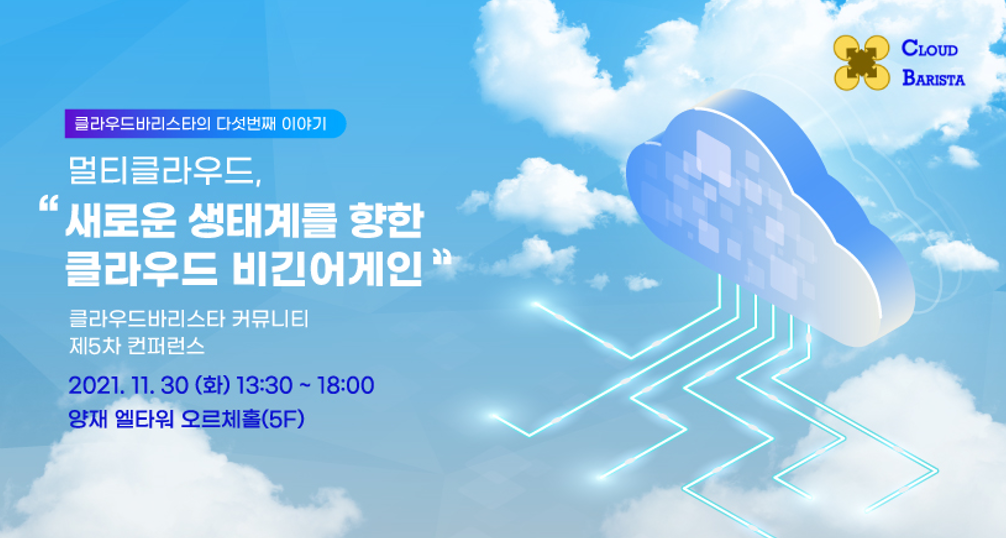 CLOUD
BARISTA
클라우드바리스타의 다섯번째 이야기
멀티클라우드,
“새로운 생태계를 향한
클라우드 비긴어게인”
클라우드바리스타 커뮤니티
제5차 컨퍼런스
2021. 11. 30 (화) 13:30 ~ 18:00
양재 엘타워 오르체홀(5F)